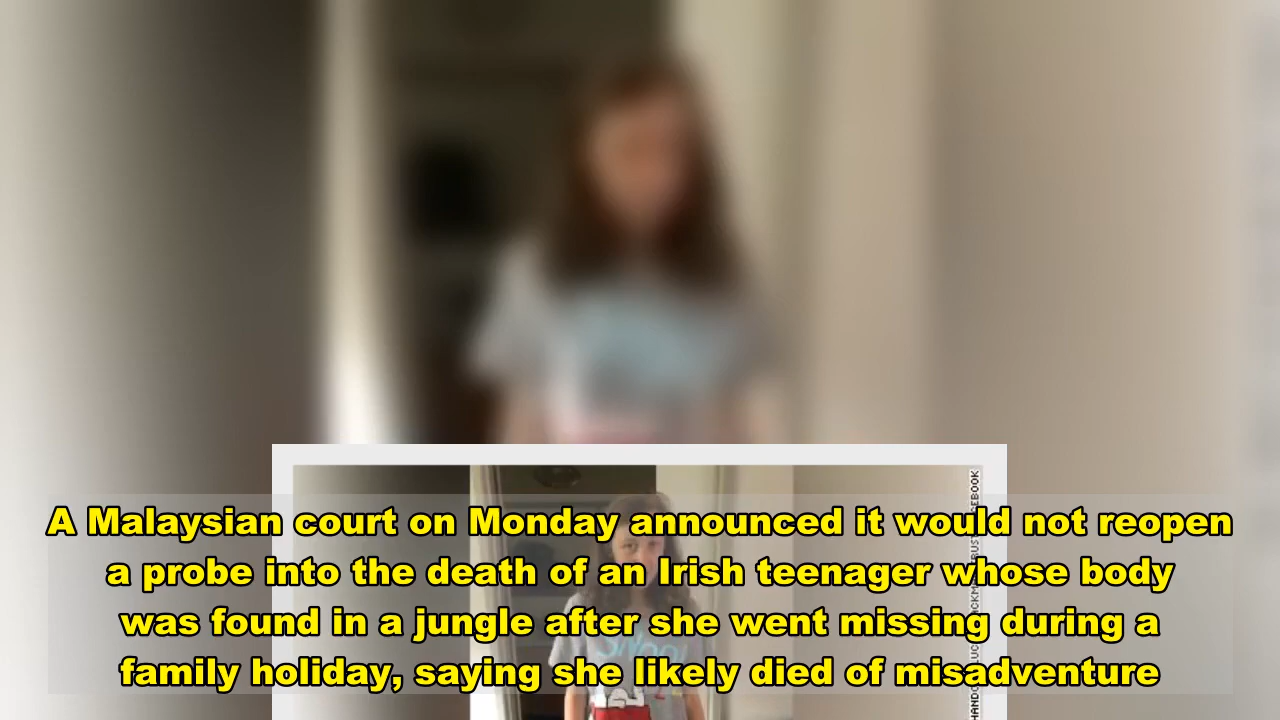 A Malaysian court on Monday announced it would not reopen
a probe into the death of an Irish teenager whose body
was found in a jungle after she went missing during a
family holiday, saying she likely died of misadventure